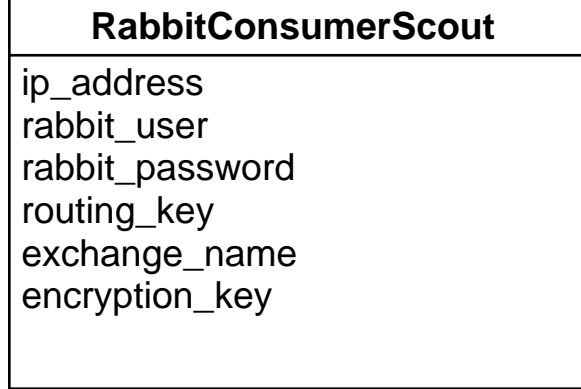 RabbitConsumerScout
ip_address
rabbit_user
rabbit_password
routing_key
exchange_name
encryption_key